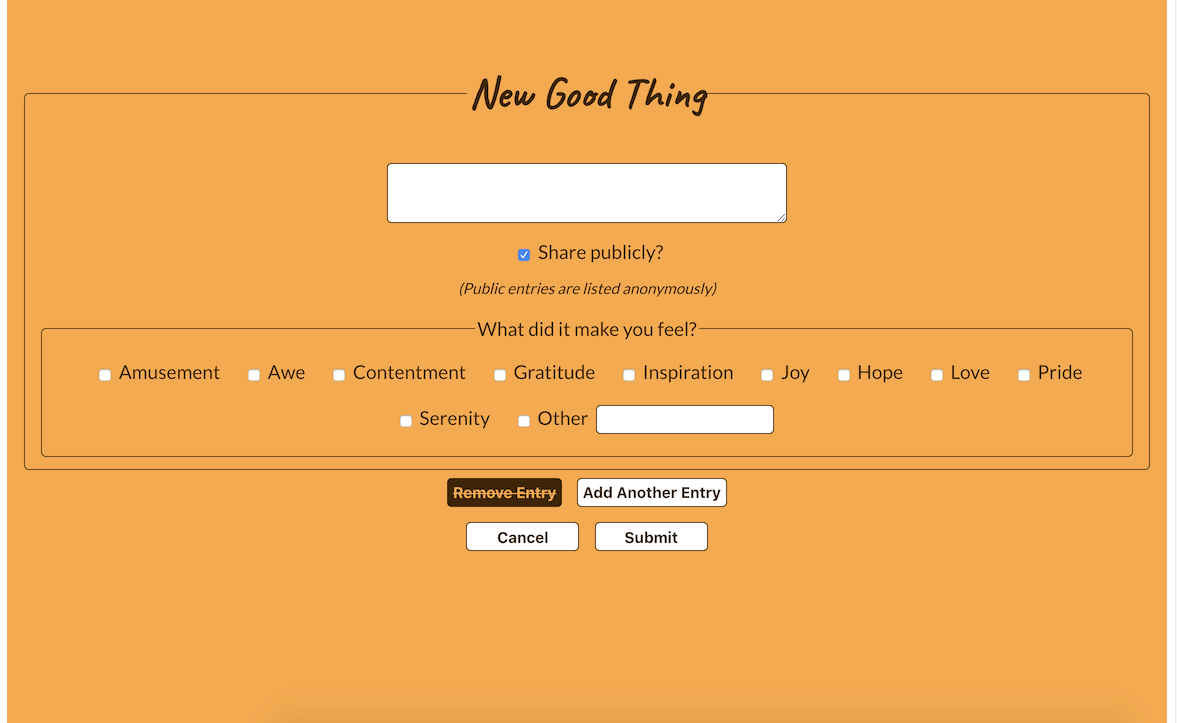 New Good Thing
Share publicly?
(Public entries are listed anonymously)
What did it make you feel?
Amusement Awe Contentment Gratitude Inspiration Joy Hope Love Pride
Serenity Other
Remove Entry Add Another Entry
Cancel Submit